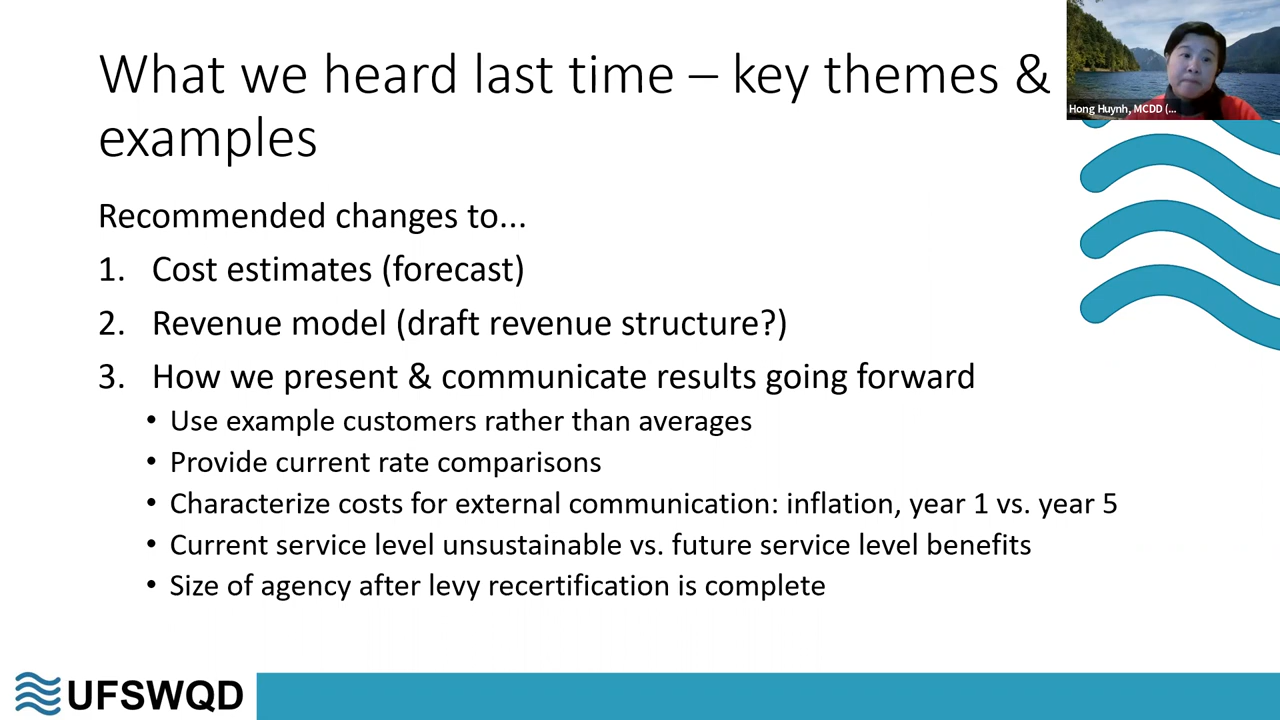 What we heard last time – key themes &
examples
Hong Huynh, MCDD (...
Recommended changes to...
1. Cost estimates (forecast)
2. Revenue model (draft revenue structure?)
3. How we present & communicate results going forward
• Use example customers rather than averages
• Provide current rate comparisons
• Characterize costs for external communication: inflation, year 1 vs. year 5
• Current service level unsustainable vs. future service level benefits
• Size of agency after levy recertification is complete
UFSWQD